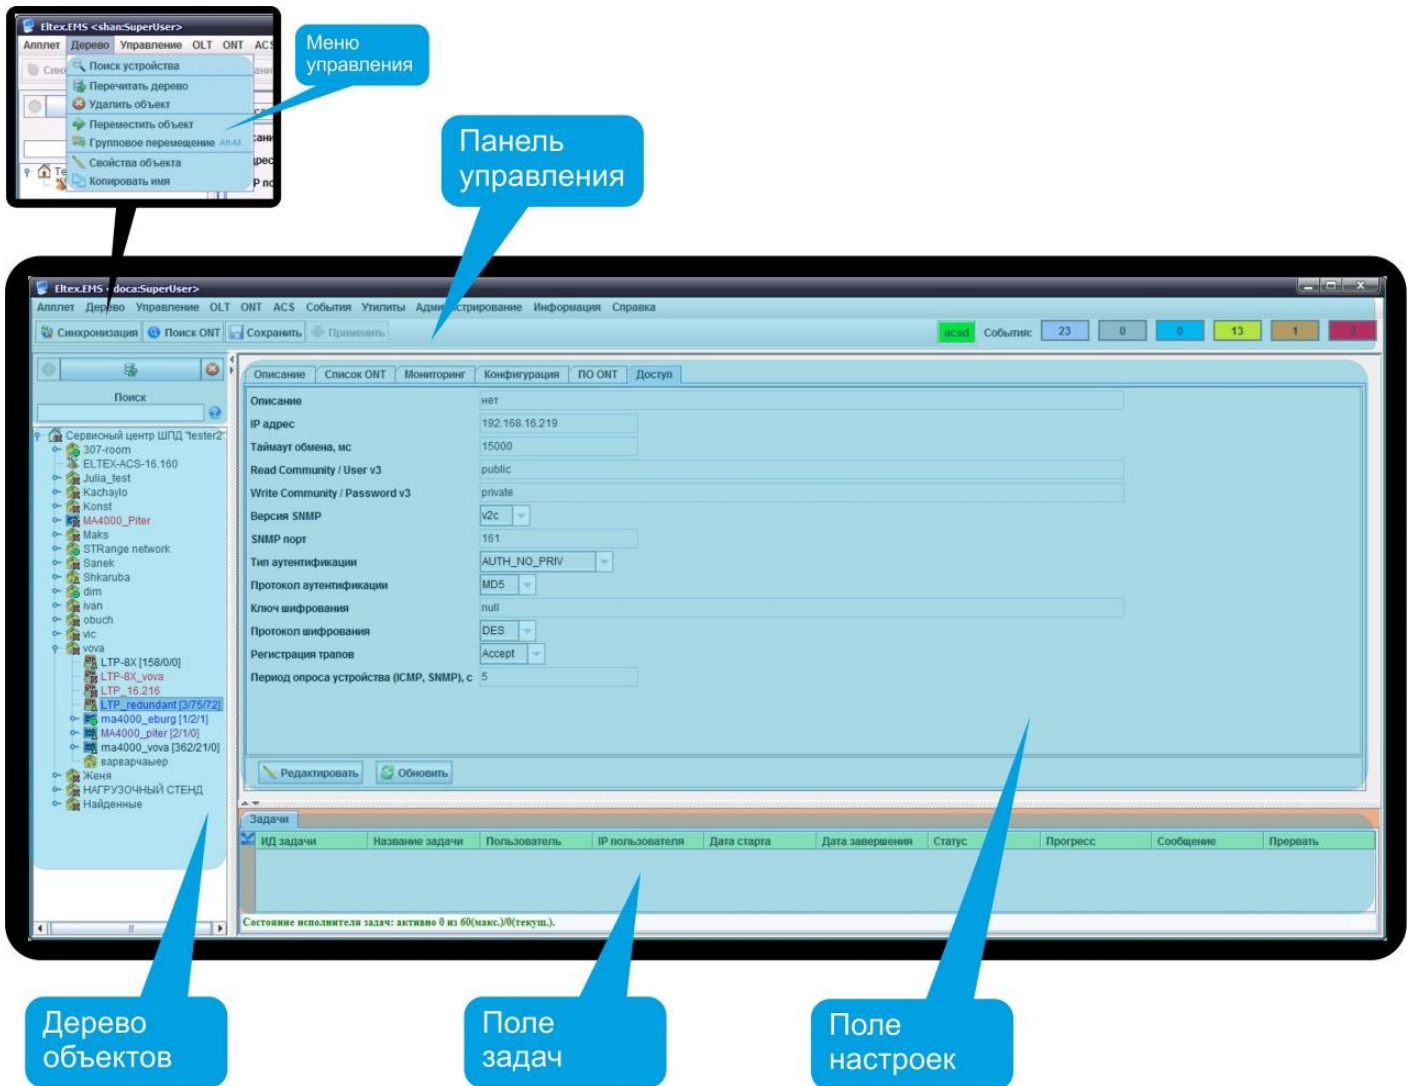 Eltex.EMS <shan:SuperUser>
Апплет Дерево Управление OLT ONT ACS
Поиск устройства
Перечитать дерево
Удалить объект
Переместить объект
Групповое перемещение Alt-M
Свойства объекта
Копировать имя
Меню
управления
Панель
управления
Eltex.EMS <doca:SuperUser>
Апплет Дерево Управление OLT ONT ACS События Утилиты Администрирование Информация Справка
Синхронизация Поиск ONT Сохранить Применить acsd События: 23 0 0 13 1
Поиск
Сервисный центр ШПД "tester2"
307-room
ELTEX-ACS-16.160
Julia_test
Kachaylo
Konst
MA4000_Piter
Maks
STRange network
Sanek
Shkaruba
dim
ivan
obuch
vic
vova
LTP-8X [158/0/0]
LTP-8X_vova
LTP_16.216
LTP_redundant [3/75/72]
ma4000_eburg [1/2/1]
MA4000_piter [2/1/0]
ma4000_vova [362/21/0]
варварчаыер
Женя
НАГРУЗОЧНЫЙ СТЕНД
Найденные
Описание Список ONT Мониторинг Конфигурация ПО ONT Доступ
Описание нет
IP адрес 192.168.16.219
Таймаут обмена, мс 15000
Read Community / User v3 public
Write Community / Password v3 private
Версия SNMP v2c
SNMP порт 161
Тип аутентификации AUTH_NO_PRIV
Протокол аутентификации MD5
Ключ шифрования null
Протокол шифрования DES
Регистрация трапов Accept
Период опроса устройства (ICMP, SNMP), с 5
Редактировать Обновить
Задачи
ИД задачи Название задачи Пользователь IP пользователя Дата старта Дата завершения Статус Прогресс Сообщение Прервать
Состояние исполнителя задач: активно 0 из 60(макс.)/0(текущ.).
Дерево
объектов
Поле
задач
Поле
настроек